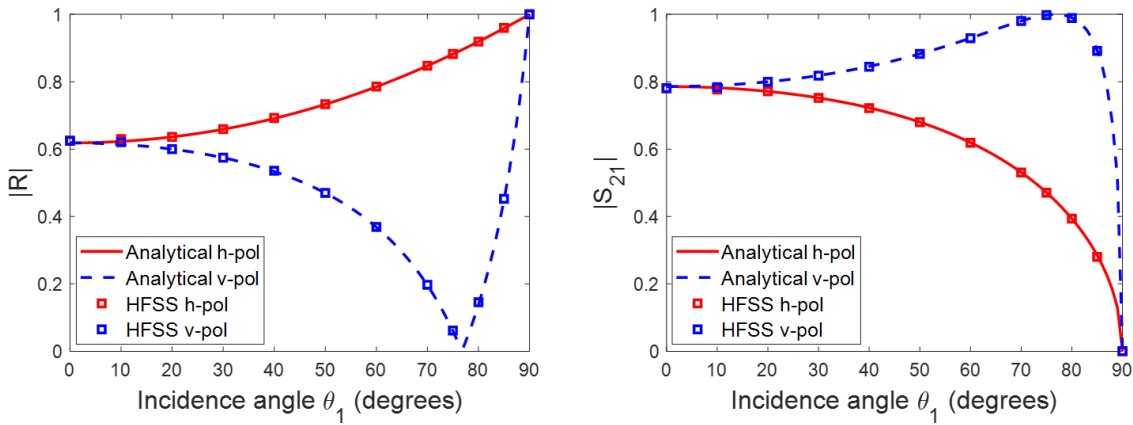 |R|
1
0.8
0.6
0.4
0.2
0
Analytical h-pol
Analytical v-pol
HFSS h-pol
HFSS v-pol
0 10 20 30 40 50 60 70 80 90
Incidence angle θ1 (degrees)
|S21|
1
0.8
0.6
0.4
0.2
0
Analytical h-pol
Analytical v-pol
HFSS h-pol
HFSS v-pol
0 10 20 30 40 50 60 70 80 90
Incidence angle θ1 (degrees)